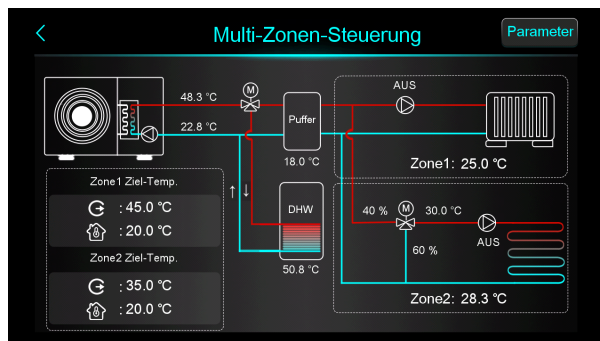 Multi-Zonen-Steuerung
Parameter
48.3 °C
M
22.8 °C
Puffer
18.0 °C
AUS
Zone1: 25.0 °C
Zone1 Ziel-Temp.
: 45.0 °C
: 20.0 °C
Zone2 Ziel-Temp.
: 35.0 °C
: 20.0 °C
↑ ↓
DHW
50.8 °C
40 %
M
30.0 °C
AUS
60 %
Zone2: 28.3 °C